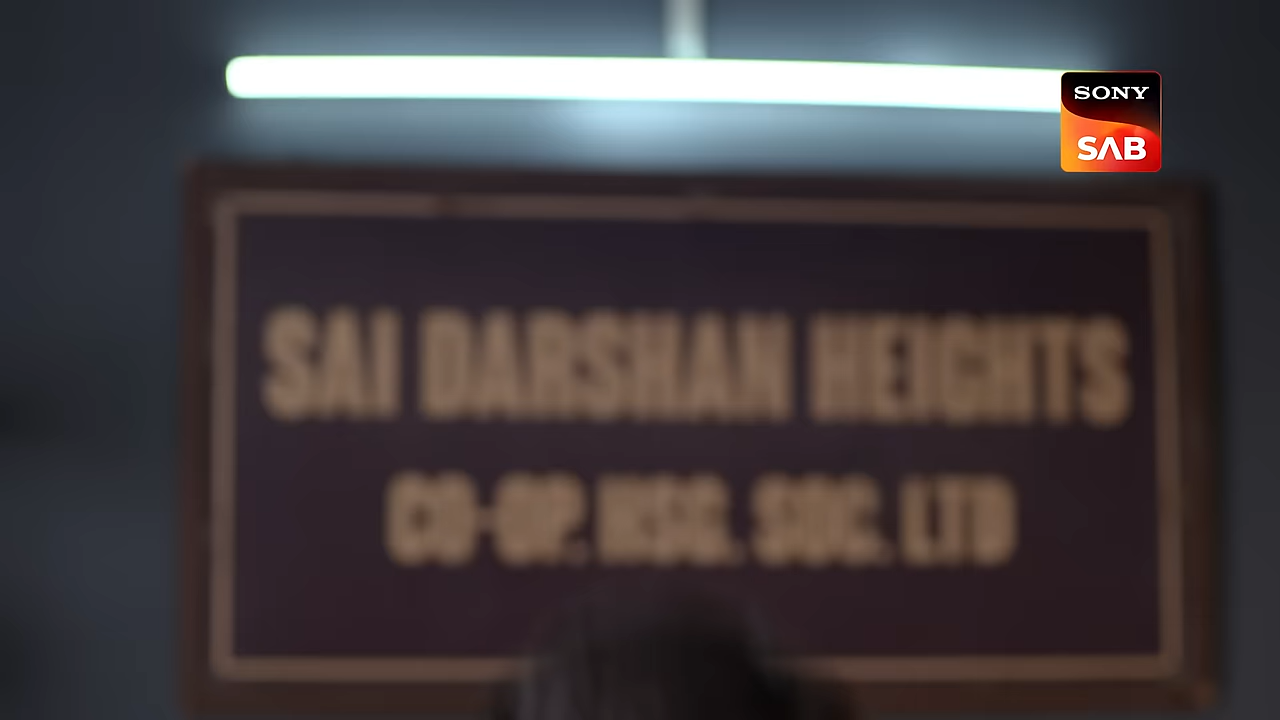 SONY
SAB
SAI DARSHAN HEIGHTS
CO-OP. HSG. SOC. LTD